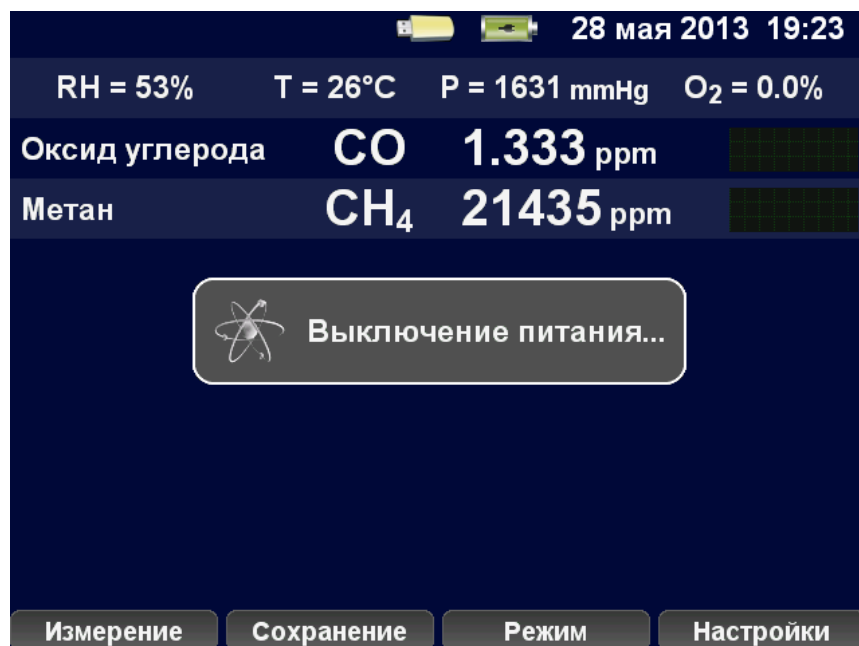 28 мая 2013 19:23
RH = 53% T = 26°C P = 1631 mmHg O₂ = 0.0%
Оксид углерода CO 1.333 ppm
Метан CH₄ 21435 ppm
Выключение питания...
Измерение Сохранение Режим Настройки